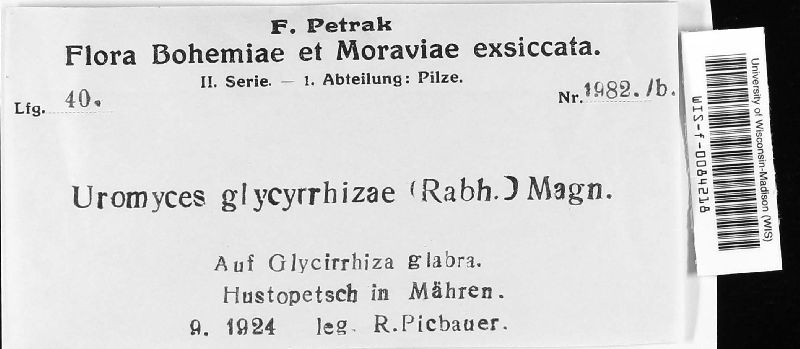 F. Petrak
Flora Bohemiae et Moraviae exsiccata.
II. Serie. — 1. Abteilung: Pilze.
Lfg. 40.
Nr. 1982./b.
Uromyces glycyrrhizae (Rabh.) Magn.
Auf Glycirrhiza glabra.
Hustopetsch in Mähren.
9. 1924 leg. R.Picbauer.
University of Wisconsin-Madison (WIS)
WIS-f-0084218